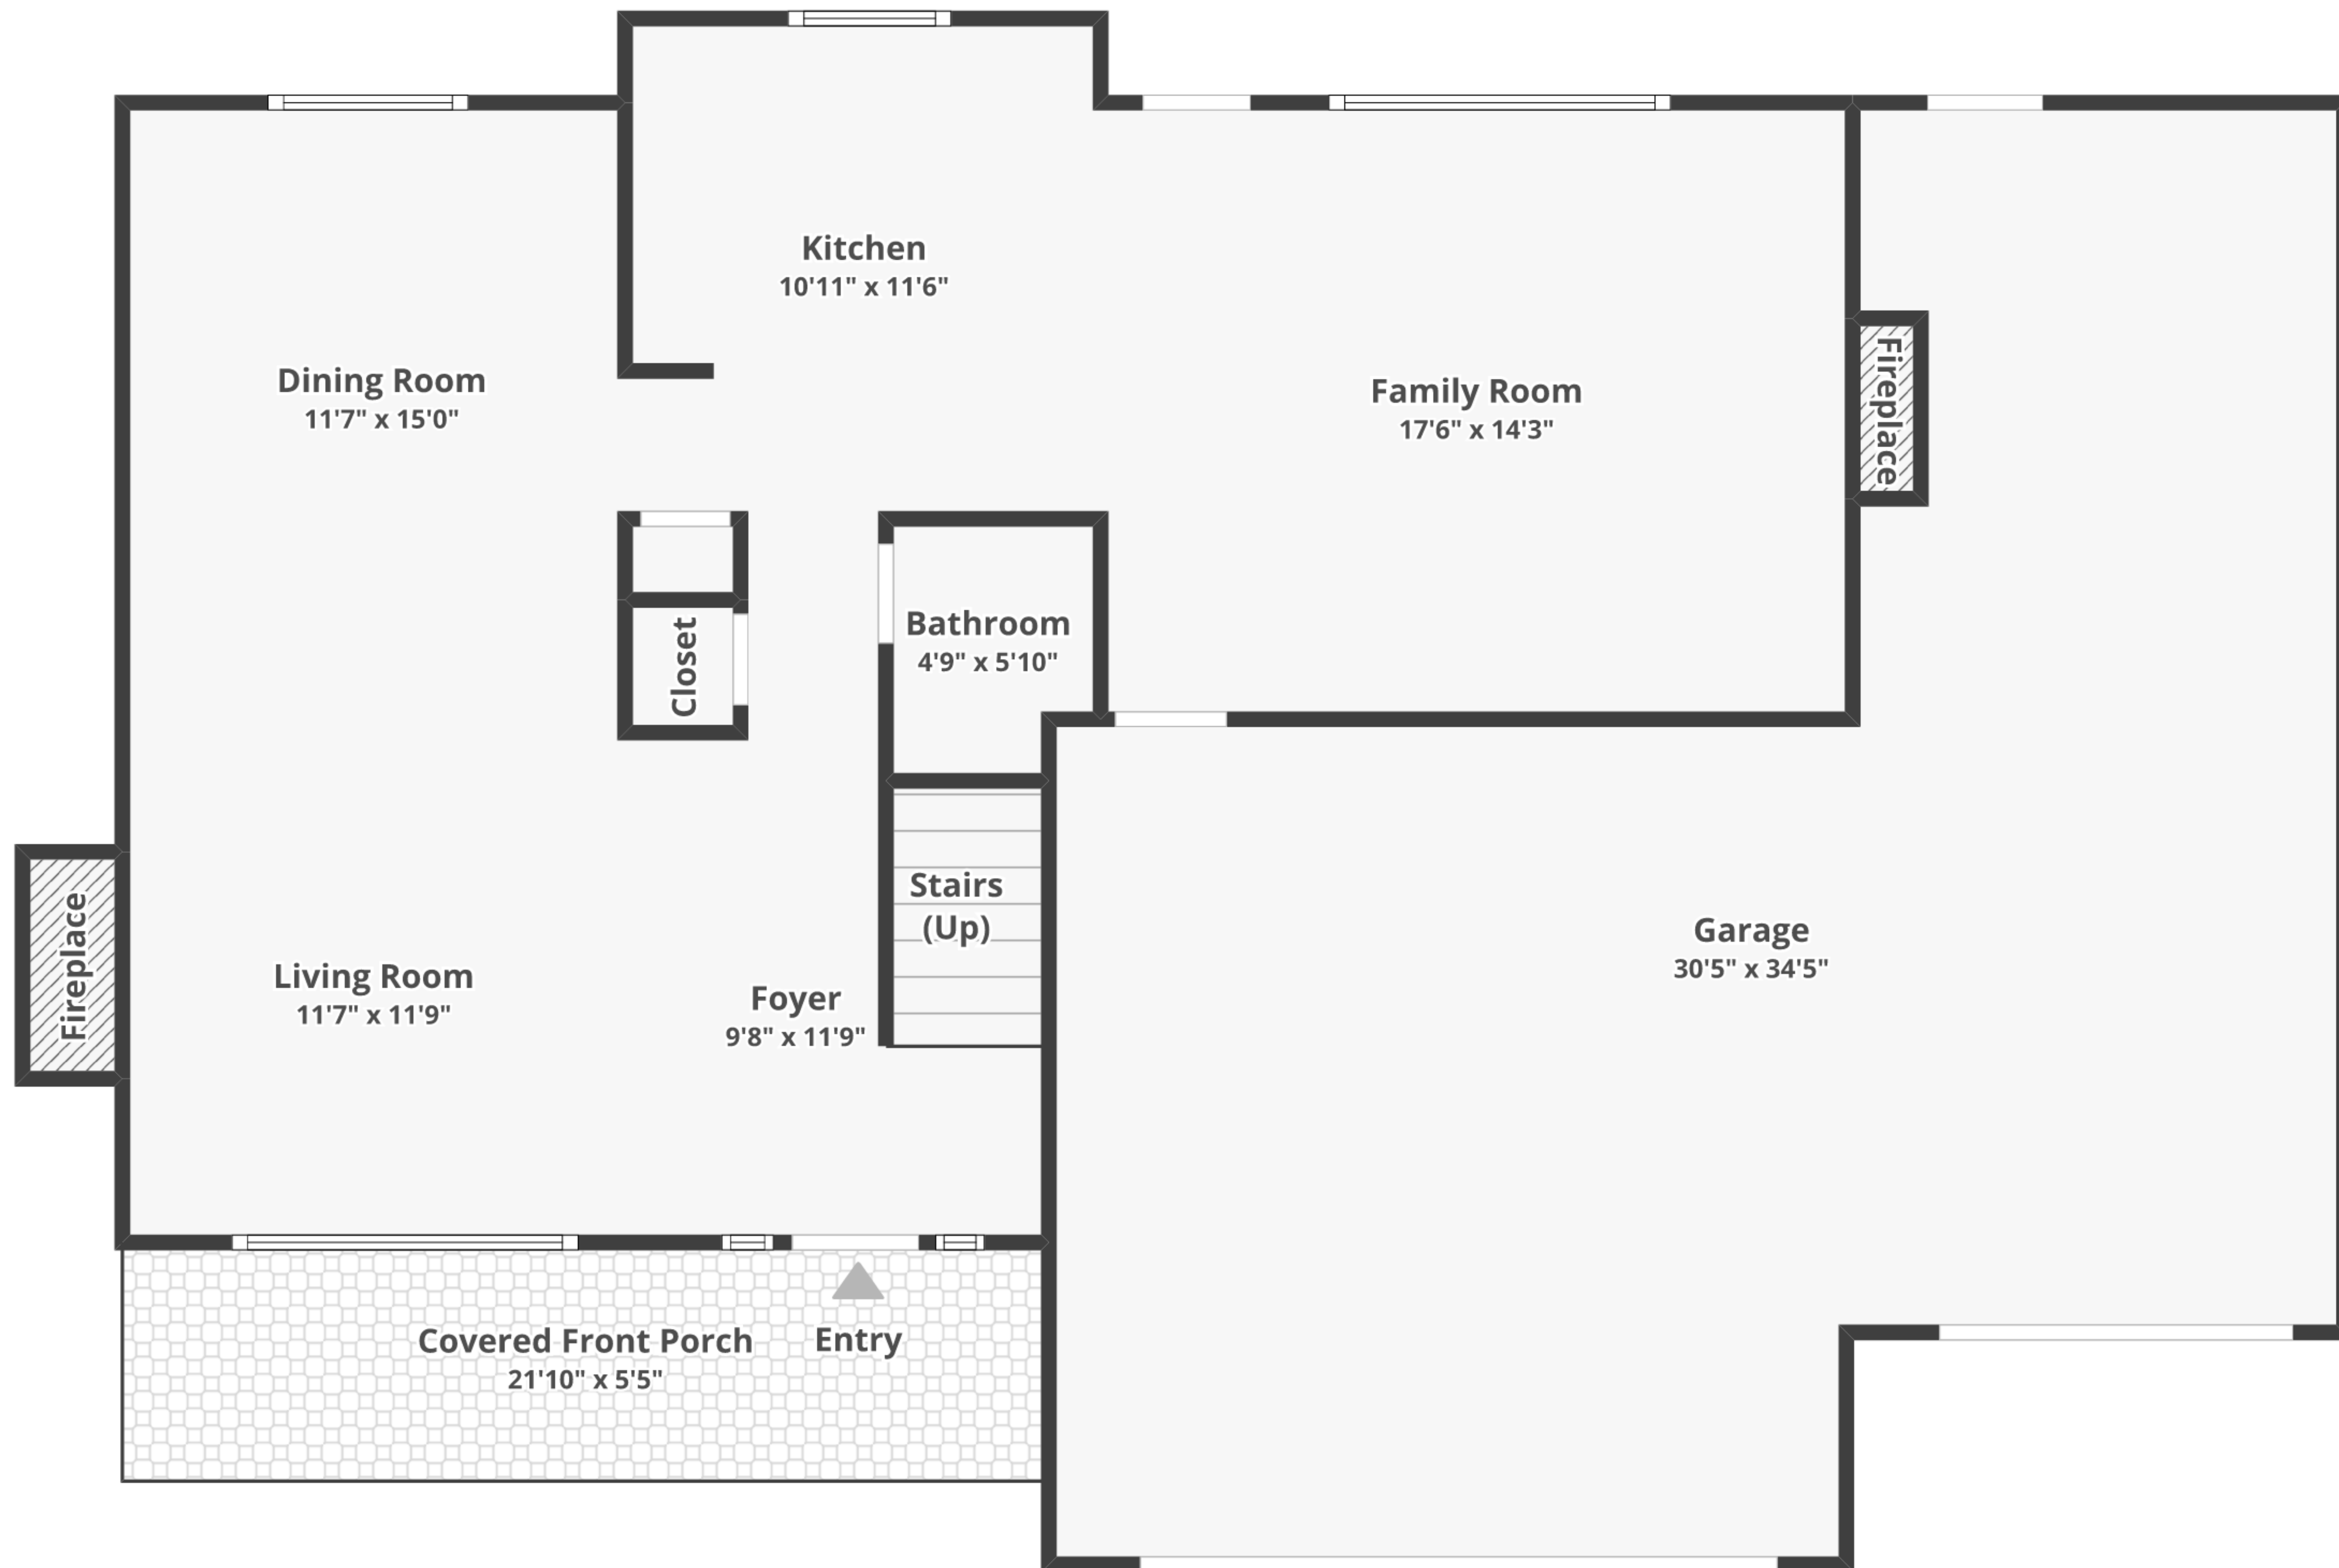 Kitchen
10'11" x 11'6"
Dining Room
11'7" x 15'0"
Family Room
17'6" x 14'3"
Fireplace
Closet
Bathroom
4'9" x 5'10"
Stairs
(Up)
Fireplace
Living Room
11'7" x 11'9"
Foyer
9'8" x 11'9"
Garage
30'5" x 34'5"
Covered Front Porch
21'10" x 5'5"
Entry